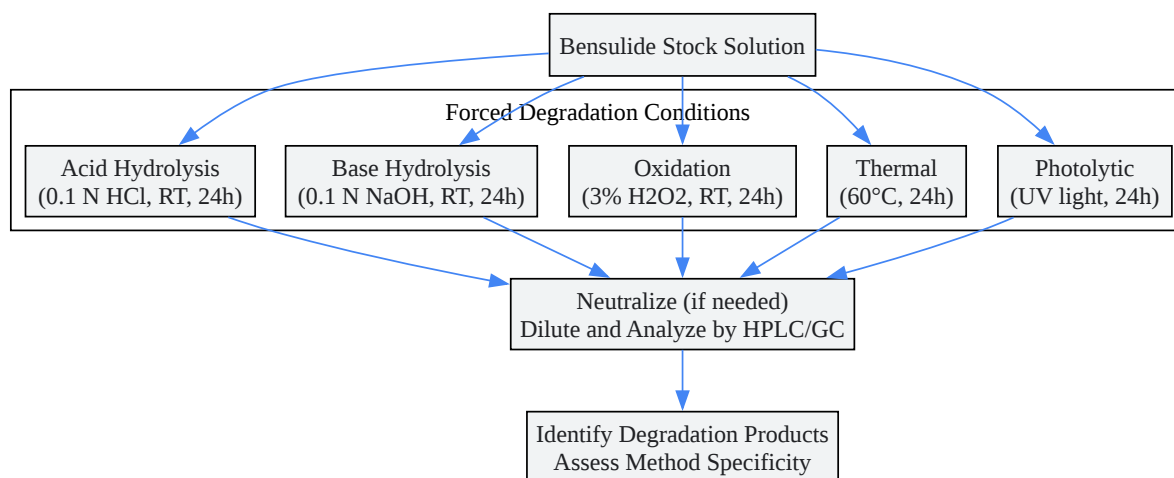 Bensulide Stock Solution
Forced Degradation Conditions
Acid Hydrolysis
(0.1 N HCl, RT, 24h)
Base Hydrolysis
(0.1 N NaOH, RT, 24h)
Oxidation
(3% H2O2, RT, 24h)
Thermal
(60°C, 24h)
Photolytic
(UV light, 24h)
Neutralize (if needed)
Dilute and Analyze by HPLC/GC
Identify Degradation Products
Assess Method Specificity